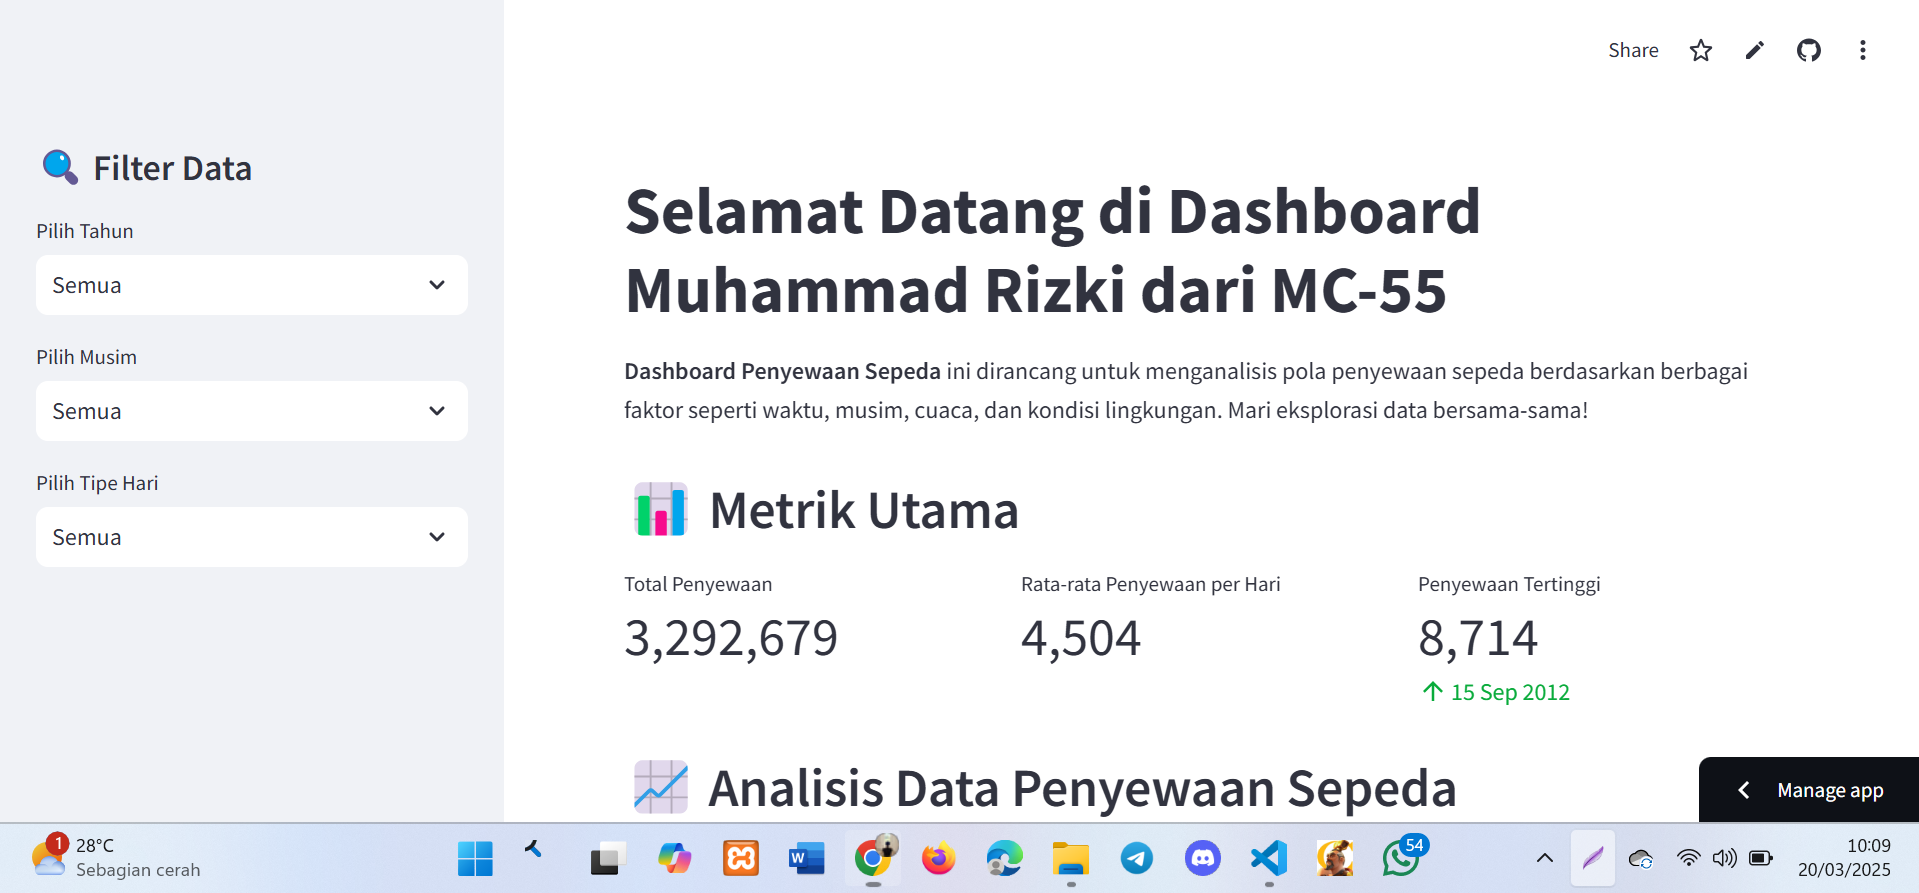 Share
Filter Data
Pilih Tahun
Semua
Pilih Musim
Semua
Pilih Tipe Hari
Semua
Selamat Datang di Dashboard
Muhammad Rizki dari MC-55
Dashboard Penyewaan Sepeda ini dirancang untuk menganalisis pola penyewaan sepeda berdasarkan berbagai
faktor seperti waktu, musim, cuaca, dan kondisi lingkungan. Mari eksplorasi data bersama-sama!
Metrik Utama
Total Penyewaan
3,292,679
Rata-rata Penyewaan per Hari
4,504
Penyewaan Tertinggi
8,714
15 Sep 2012
Analisis Data Penyewaan Sepeda
Manage app
1
28°C
Sebagian cerah
W
54
10:09
20/03/2025